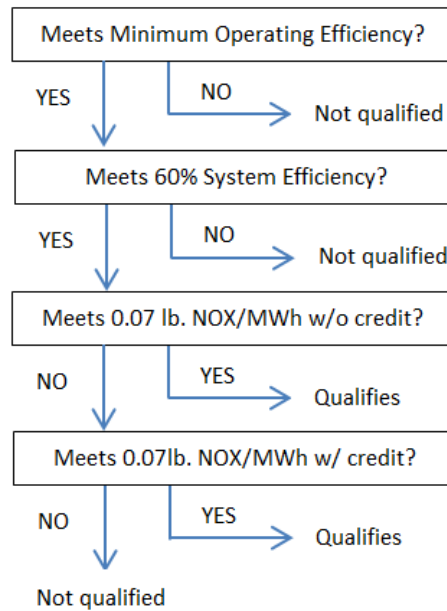 Meets Minimum Operating Efficiency?
YES
NO
Not qualified
Meets 60% System Efficiency?
YES
NO
Not qualified
Meets 0.07 lb. NOX/MWh w/o credit?
NO
YES
Qualifies
Meets 0.07lb. NOX/MWh w/ credit?
NO
YES
Qualifies
Not qualified